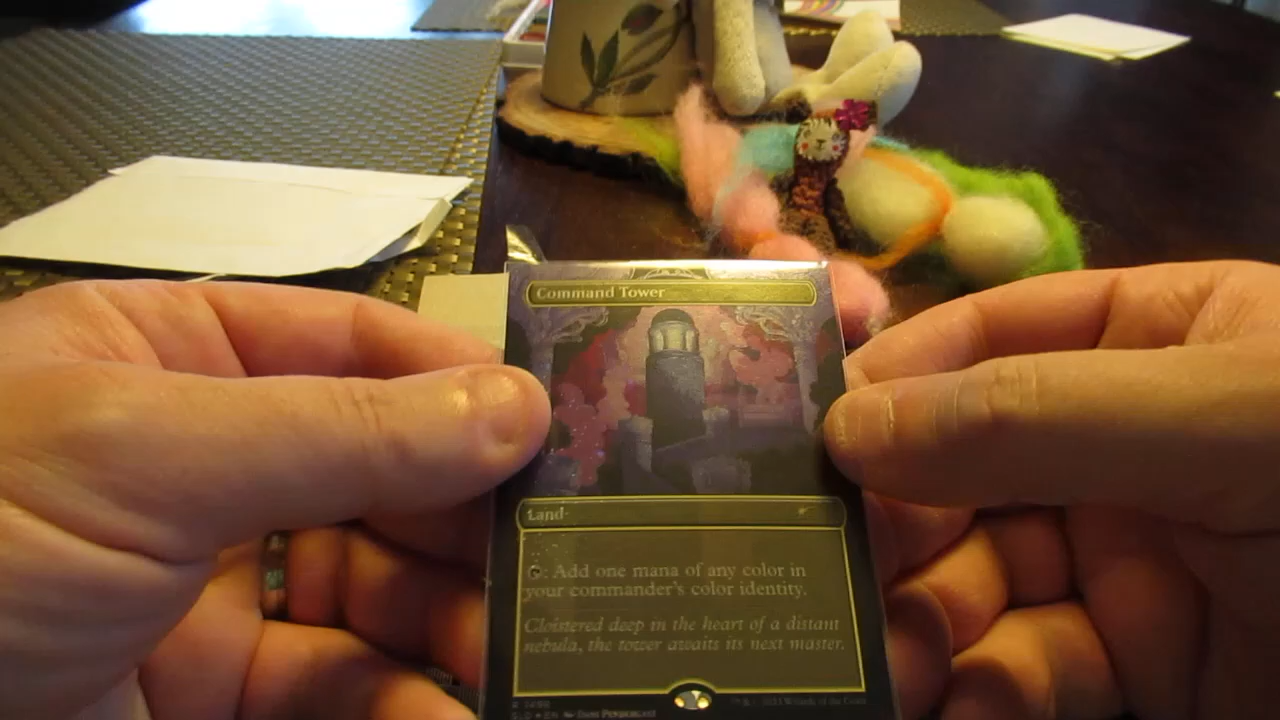 Command Tower
Land
: Add one mana of any color in
your commander's color identity.
Cloistered deep in the heart of a distant
nebula, the tower awaits its next master.